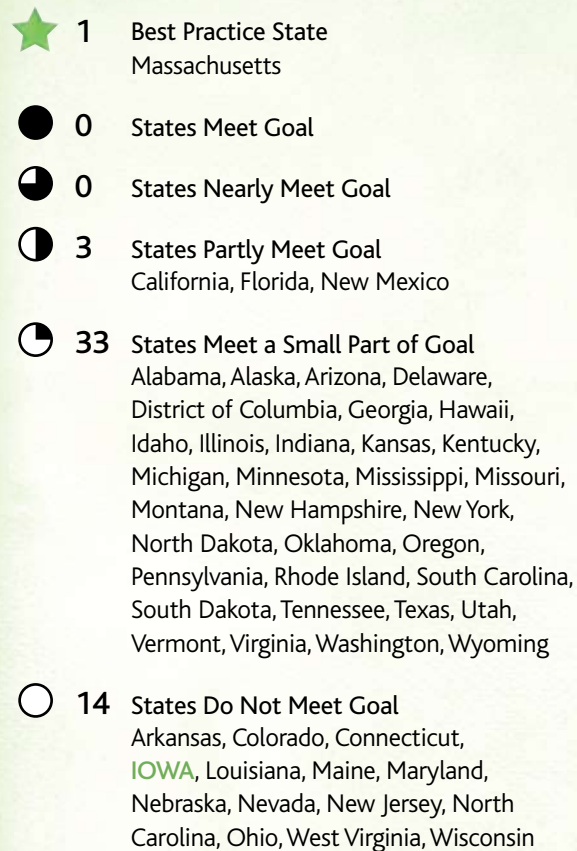 1 Best Practice State
Massachusetts
0 States Meet Goal
0 States Nearly Meet Goal
3 States Partly Meet Goal
California, Florida, New Mexico
33 States Meet a Small Part of Goal
Alabama, Alaska, Arizona, Delaware,
District of Columbia, Georgia, Hawaii,
Idaho, Illinois, Indiana, Kansas, Kentucky,
Michigan, Minnesota, Mississippi, Missouri,
Montana, New Hampshire, New York,
North Dakota, Oklahoma, Oregon,
Pennsylvania, Rhode Island, South Carolina,
South Dakota, Tennessee, Texas, Utah,
Vermont, Virginia, Washington, Wyoming
14 States Do Not Meet Goal
Arkansas, Colorado, Connecticut,
IOWA, Louisiana, Maine, Maryland,
Nebraska, Nevada, New Jersey, North
Carolina, Ohio, West Virginia, Wisconsin